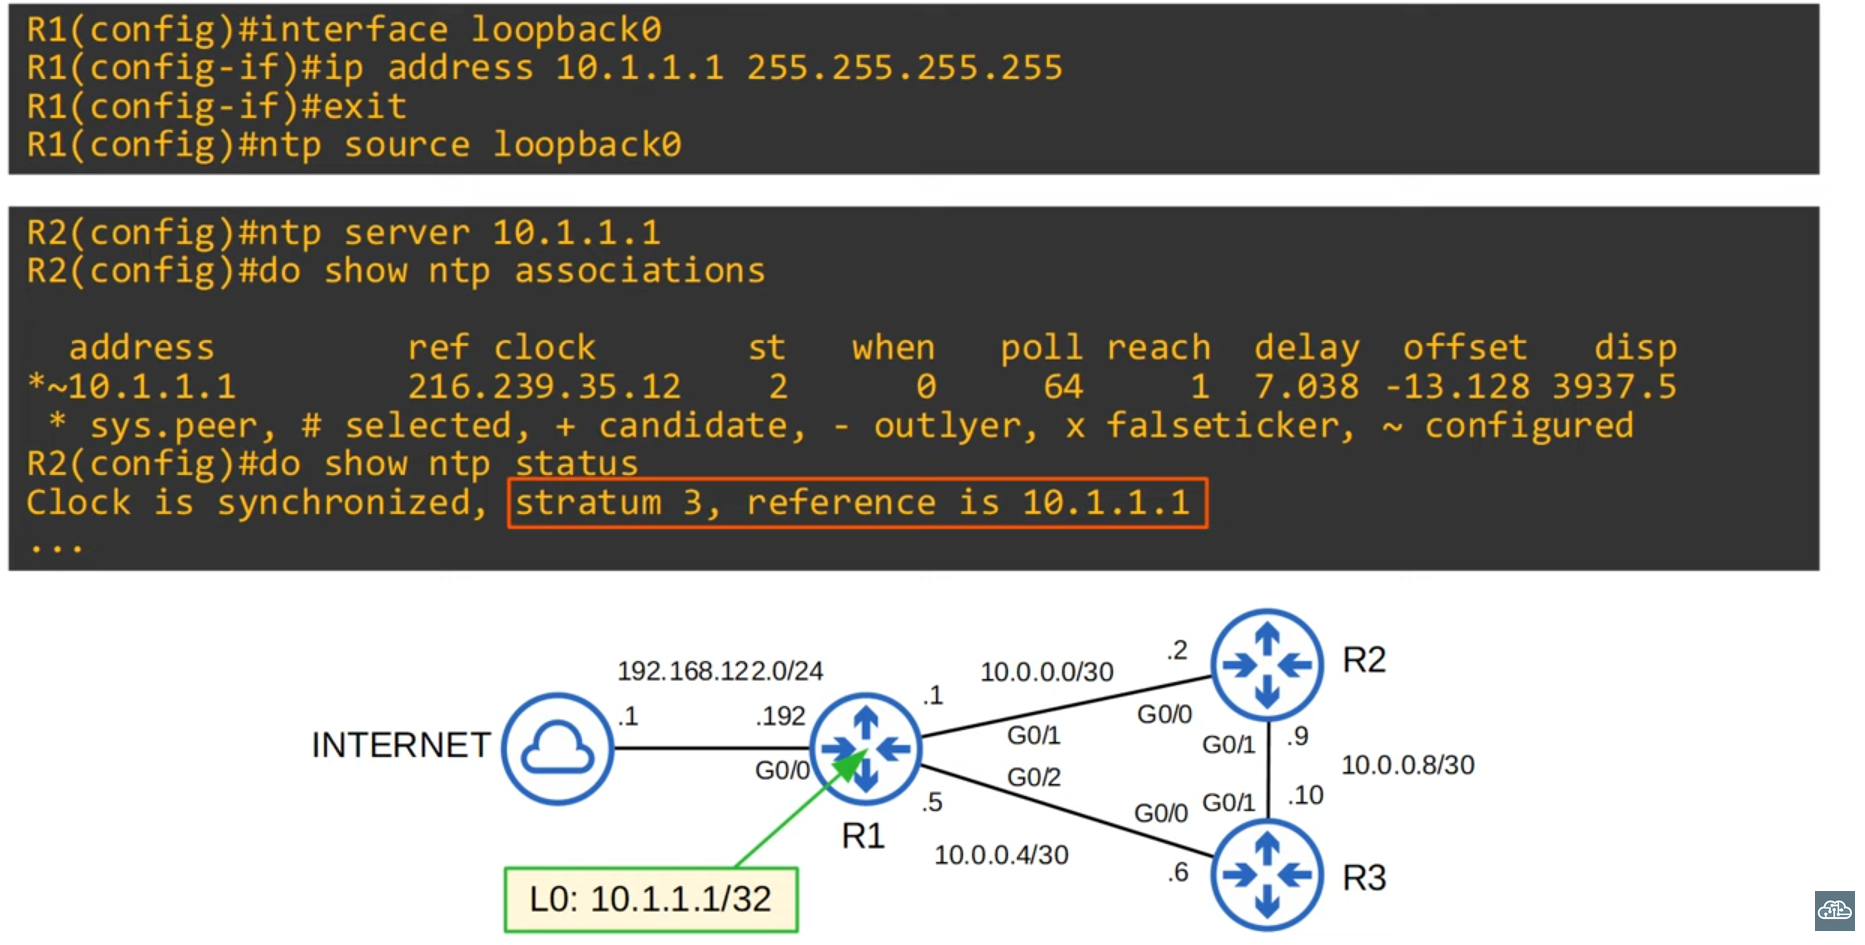 R1(config)#interface loopback0
R1(config-if)#ip address 10.1.1.1 255.255.255.255
R1(config-if)#exit
R1(config)#ntp source loopback0
R2(config)#ntp server 10.1.1.1
R2(config)#do show ntp associations
address ref clock st when poll reach delay offset disp
*~10.1.1.1 216.239.35.12 2 0 64 1 7.038 -13.128 3937.5
* sys.peer, # selected, + candidate, - outlyer, x falseticker, ~ configured
R2(config)#do show ntp status
Clock is synchronized, stratum 3, reference is 10.1.1.1
...
192.168.122.0/24
INTERNET
.1
.192
G0/0
R1
.1
10.0.0.0/30
.2
R2
G0/1
G0/0
G0/1
.9
10.0.0.8/30
G0/2
.5
10.0.0.4/30
G0/0
G0/1
.10
.6
R3
L0: 10.1.1.1/32